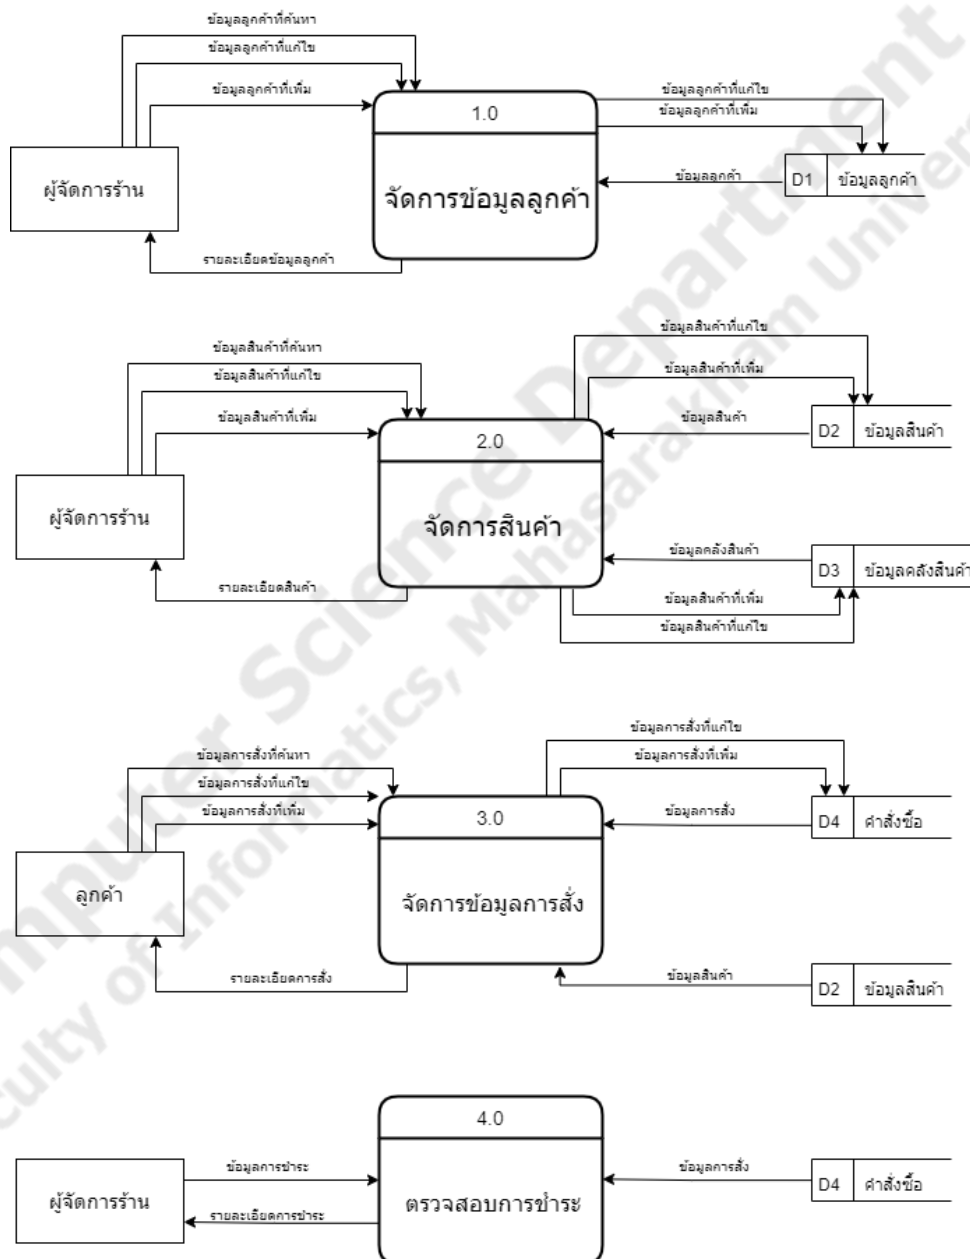 ข้อมูลลูกค้าที่ค้นหา
ข้อมูลลูกค้าที่แก้ไข
ข้อมูลลูกค้าที่เพิ่ม
1.0
จัดการข้อมูลลูกค้า
ผู้จัดการร้าน
รายละเอียดข้อมูลลูกค้า
ข้อมูลลูกค้าที่แก้ไข
ข้อมูลลูกค้าที่เพิ่ม
ข้อมูลลูกค้า
D1 ข้อมูลลูกค้า
ข้อมูลสินค้าที่ค้นหา
ข้อมูลสินค้าที่แก้ไข
ข้อมูลสินค้าที่เพิ่ม
2.0
จัดการสินค้า
ผู้จัดการร้าน
รายละเอียดสินค้า
ข้อมูลสินค้าที่แก้ไข
ข้อมูลสินค้าที่เพิ่ม
ข้อมูลสินค้า
D2 ข้อมูลสินค้า
ข้อมูลคลังสินค้า
D3 ข้อมูลคลังสินค้า
ข้อมูลสินค้าที่เพิ่ม
ข้อมูลสินค้าที่แก้ไข
ข้อมูลการสั่งที่ค้นหา
ข้อมูลการสั่งที่แก้ไข
ข้อมูลการสั่งที่เพิ่ม
3.0
จัดการข้อมูลการสั่ง
ลูกค้า
รายละเอียดการสั่ง
ข้อมูลการสั่งที่แก้ไข
ข้อมูลการสั่งที่เพิ่ม
ข้อมูลการสั่ง
D4 คำสั่งซื้อ
ข้อมูลสินค้า
D2 ข้อมูลสินค้า
4.0
ตรวจสอบการชำระ
ผู้จัดการร้าน
ข้อมูลการชำระ
รายละเอียดการชำระ
ข้อมูลการสั่ง
D4 คำสั่งซื้อ
Computer Science Department
Faculty of Informatics, Mahasarakham Univers